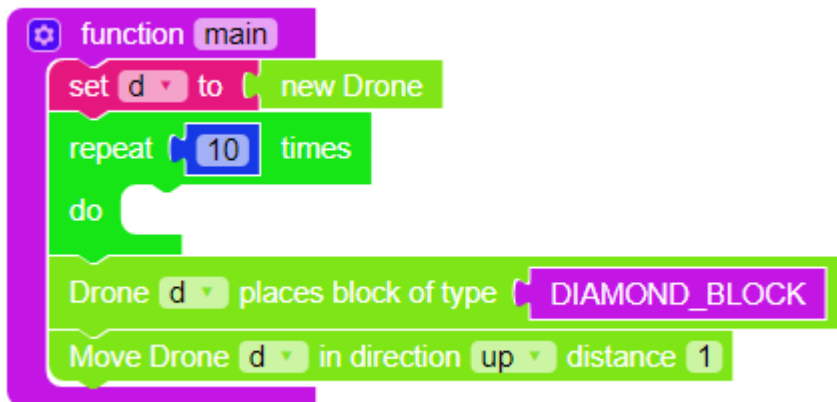 function main
set d to new Drone
repeat 10 times
do
Drone d places block of type DIAMOND_BLOCK
Move Drone d in direction up distance 1